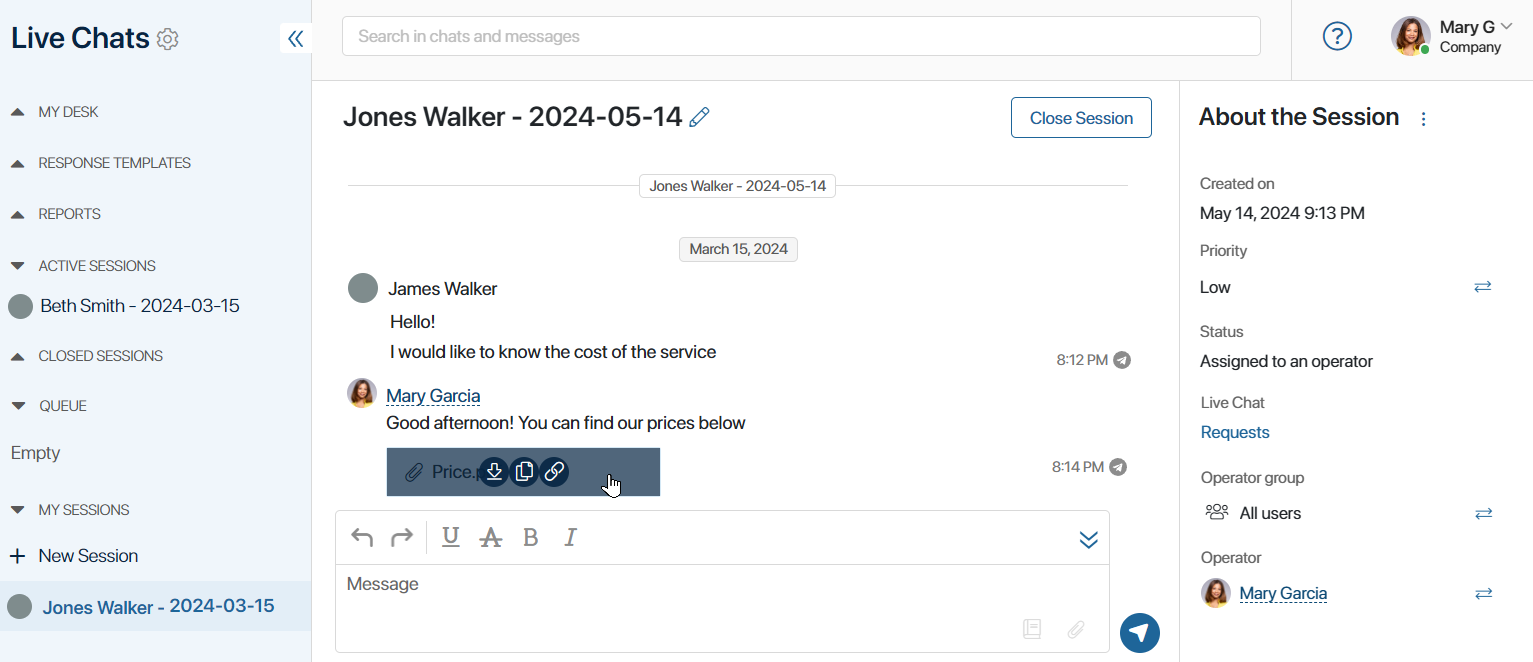 Live Chats
Search in chats and messages
Mary G
Company
MY DESK
RESPONSE TEMPLATES
REPORTS
ACTIVE SESSIONS
Beth Smith - 2024-03-15
CLOSED SESSIONS
QUEUE
Empty
MY SESSIONS
New Session
Jones Walker - 2024-03-15
Jones Walker - 2024-05-14
Close Session
Jones Walker - 2024-05-14
March 15, 2024
James Walker
Hello!
I would like to know the cost of the service
8:12 PM
Mary Garcia
Good afternoon! You can find our prices below
Price.
8:14 PM
U A B I
Message
About the Session
Created on
May 14, 2024 9:13 PM
Priority
Low
Status
Assigned to an operator
Live Chat
Requests
Operator group
All users
Operator
Mary Garcia